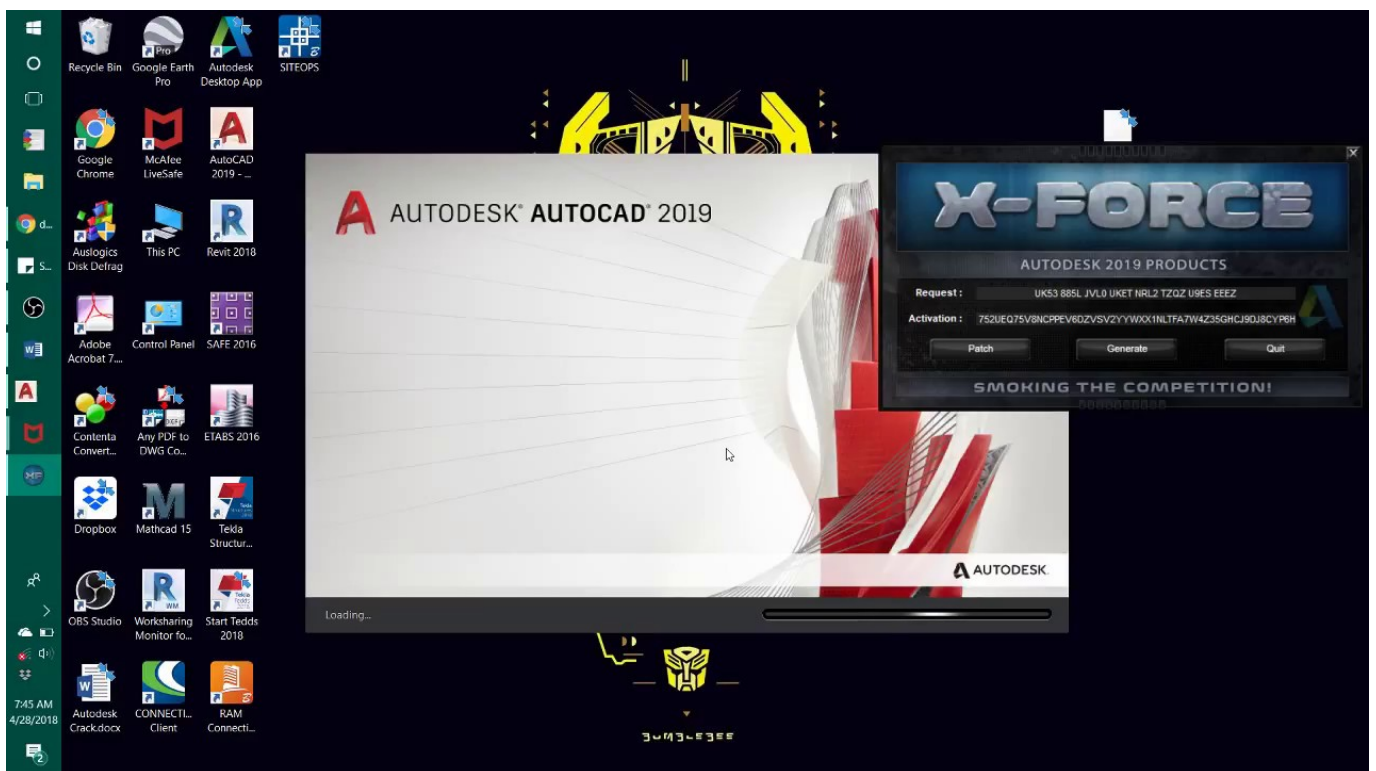 Recycle Bin
Google Earth
Pro
Autodesk
Desktop App
SITEOPS
Google
Chrome
McAfee
LiveSafe
AutoCAD
2019 - ...
Auslogics
Disk Defrag
This PC
Revit 2018
Adobe
Acrobat 7....
Control Panel
SAFE 2016
Contenta
Convert...
Any PDF to
DWG Co...
ETABS 2016
Dropbox
Mathcad 15
Tekla
Structur...
OBS Studio
Worksharing
Monitor fo...
Start Tedds
2018
Autodesk
Crack.docx
CONNECTI...
Client
RAM
Connecti...
d...
S...
7:45 AM
4/28/2018
2
AUTODESK® AUTOCAD® 2019
AUTODESK.
Loading...
X-FORCE
AUTODESK 2019 PRODUCTS
Request : UK53 885L JVL0 UKET NRL2 TZQZ U9ES EEEZ
Activation : 752UEQ75V8NCPPEV6DZVSV2YYWXX1NLTFA7W4Z35GHCJ9DJ8CYP6H
Patch Generate Quit
SMOKING THE COMPETITION!